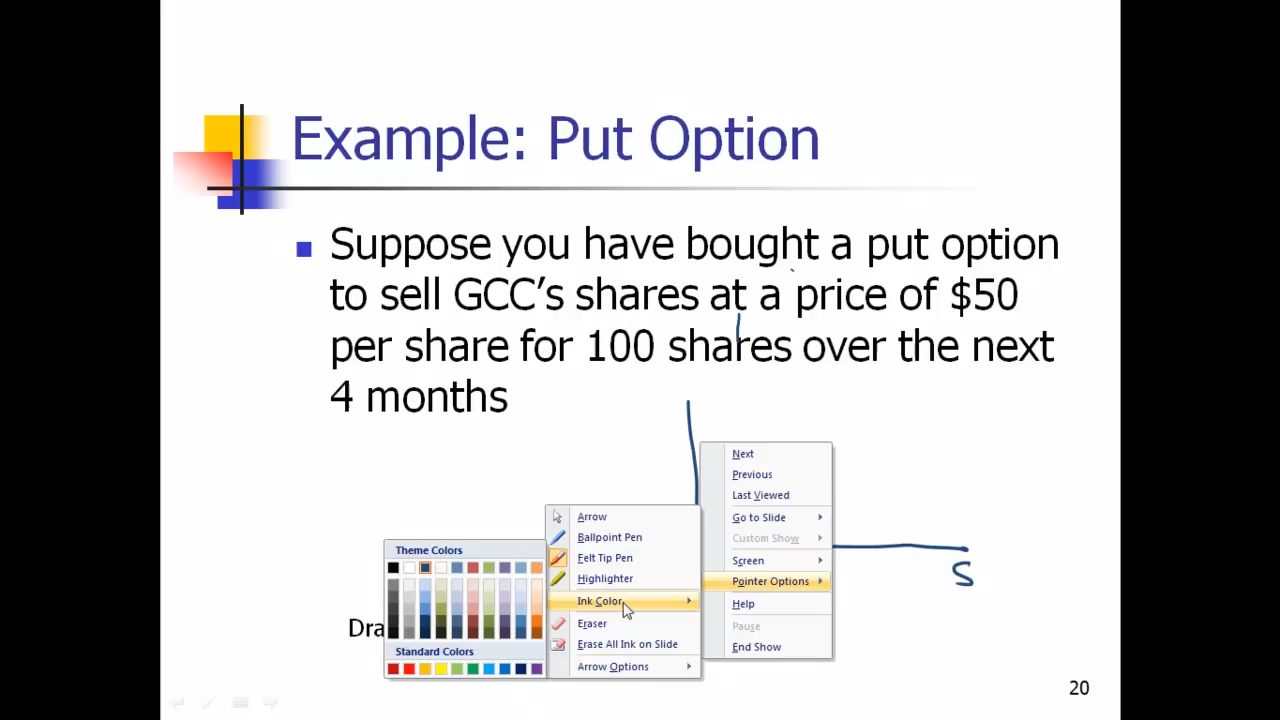 Example: Put Option
Suppose you have bought a put option
to sell GCC's shares at a price of $50
per share for 100 shares over the next
4 months
Next
Previous
Last Viewed
Go to Slide
Custom Show
Screen
Pointer Options
Help
Pause
End Show
Arrow
Ballpoint Pen
Felt Tip Pen
Highlighter
Ink Color
Eraser
Erase All Ink on Slide
Arrow Options
Theme Colors
Standard Colors
S
Dra
20